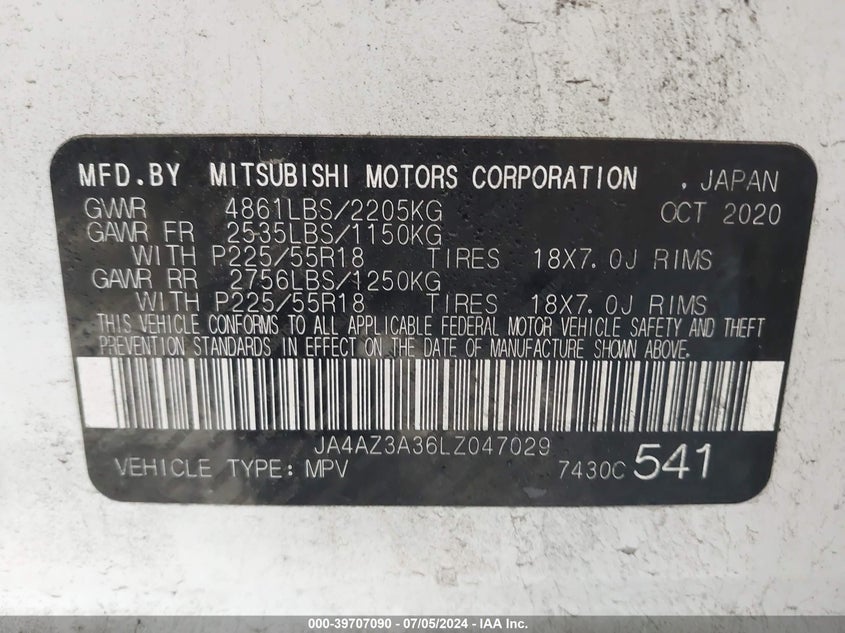 MFD.BY MITSUBISHI MOTORS CORPORATION . JAPAN
GVWR 4861LBS/2205KG OCT 2020
GAWR FR 2535LBS/1150KG
WITH P225/55R18 TIRES 18X7.0J RIMS
GAWR RR 2756LBS/1250KG
WITH P225/55R18 TIRES 18X7.0J RIMS
THIS VEHICLE CONFORMS TO ALL APPLICABLE FEDERAL MOTOR VEHICLE SAFETY AND THEFT
PREVENTION STANDARDS IN EFFECT ON THE DATE OF MANUFACTURE SHOWN ABOVE.
JA4AZ3A36LZ047029
VEHICLE TYPE: MPV 7430C 541
000-39707090 - 07/05/2024 - IAA Inc.